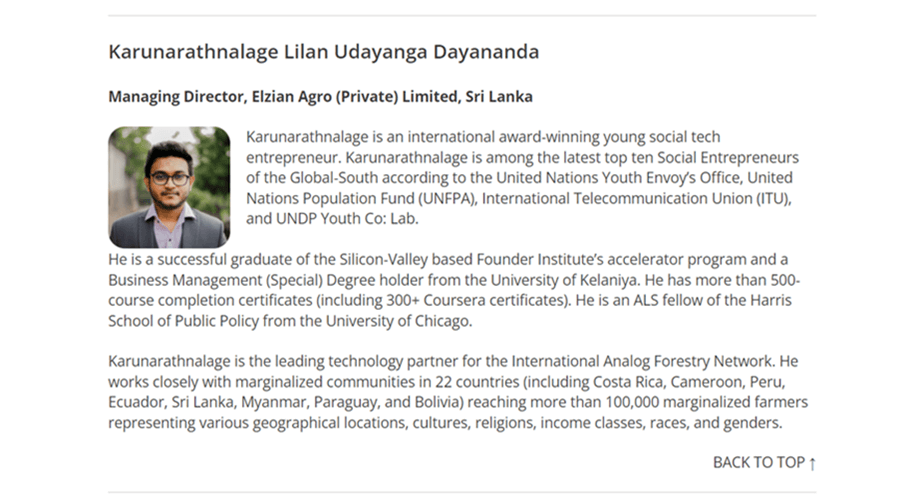 Karunarathnalage Lilan Udayanga Dayananda
Managing Director, Elzian Agro (Private) Limited, Sri Lanka
Karunarathnalage is an international award-winning young social tech
entrepreneur. Karunarathnalage is among the latest top ten Social Entrepreneurs
of the Global-South according to the United Nations Youth Envoy’s Office, United
Nations Population Fund (UNFPA), International Telecommunication Union (ITU),
and UNDP Youth Co: Lab.
He is a successful graduate of the Silicon-Valley based Founder Institute’s accelerator program and a
Business Management (Special) Degree holder from the University of Kelaniya. He has more than 500-
course completion certificates (including 300+ Coursera certificates). He is an ALS fellow of the Harris
School of Public Policy from the University of Chicago.
Karunarathnalage is the leading technology partner for the International Analog Forestry Network. He
works closely with marginalized communities in 22 countries (including Costa Rica, Cameroon, Peru,
Ecuador, Sri Lanka, Myanmar, Paraguay, and Bolivia) reaching more than 100,000 marginalized farmers
representing various geographical locations, cultures, religions, income classes, races, and genders.
BACK TO TOP ↑